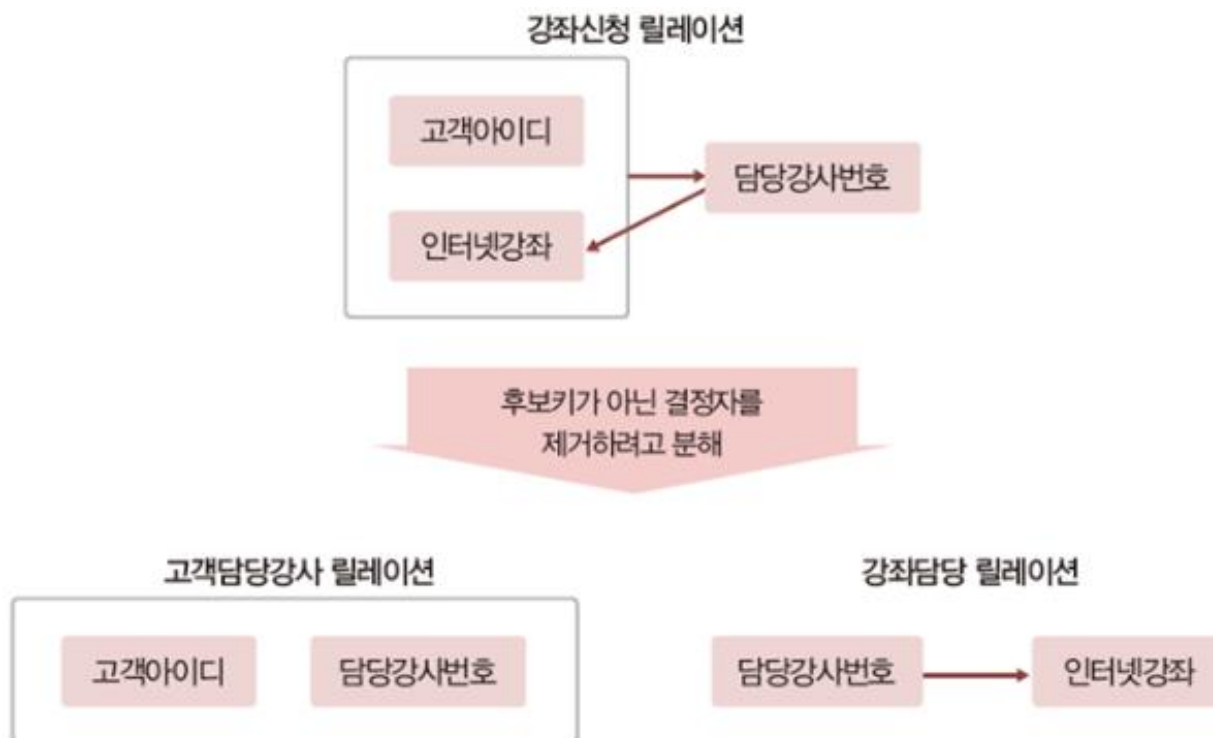 강좌신청 릴레이션
고객아이디
담당강사번호
인터넷강좌
후보키가 아닌 결정자를
제거하려고 분해
고객담당강사 릴레이션
강좌담당 릴레이션
고객아이디
담당강사번호
담당강사번호
인터넷강좌